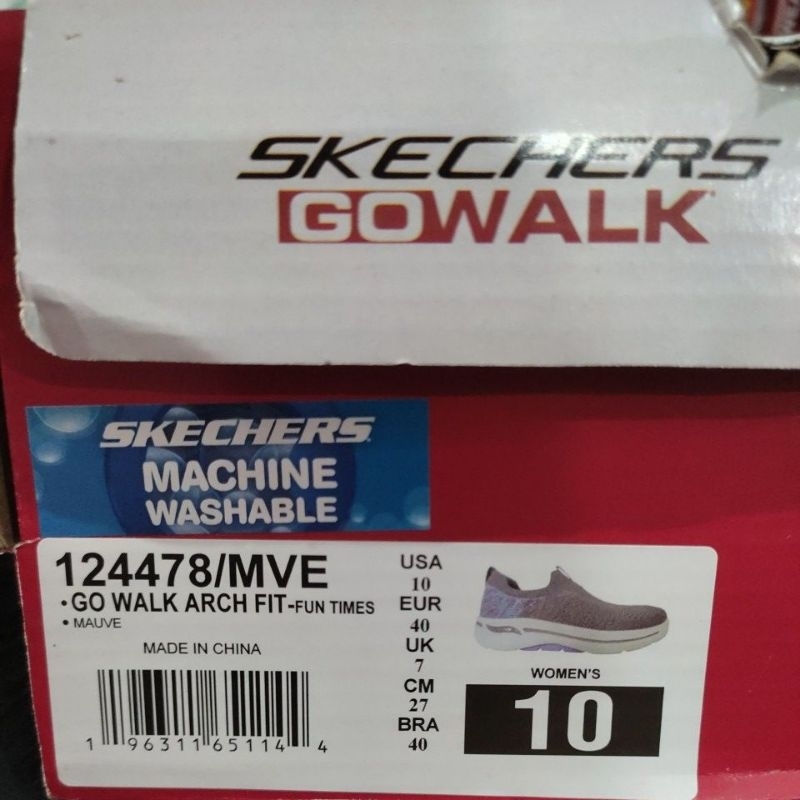 SKECHERS
GOWALK
SKECHERS
MACHINE
WASHABLE
124478/MVE
•GO WALK ARCH FIT-FUN TIMES
• MAUVE
MADE IN CHINA
1 96311 65114 4
USA
10
EUR
40
UK
7
CM
27
BRA
40
WOMEN'S
10